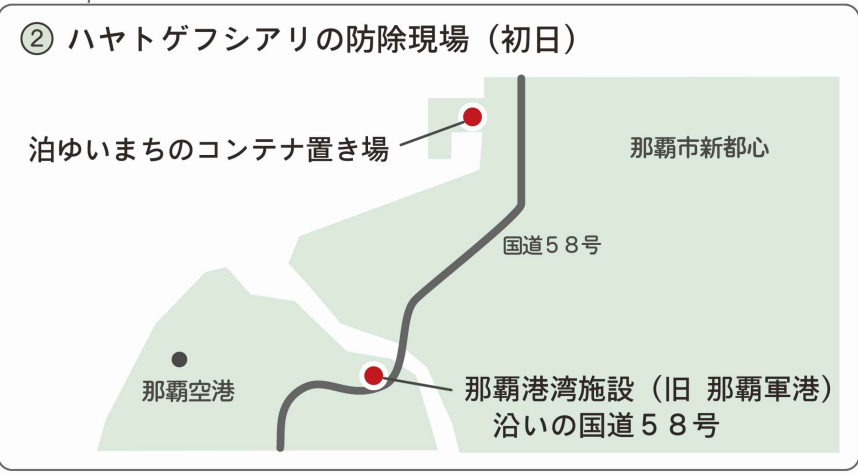 ② ハヤトゲフシアリの防除現場（初日）
泊ゆいまちのコンテナ置き場
那覇市新都心
国道５８号
那覇空港
那覇港湾施設（旧 那覇軍港）
沿いの国道５８号